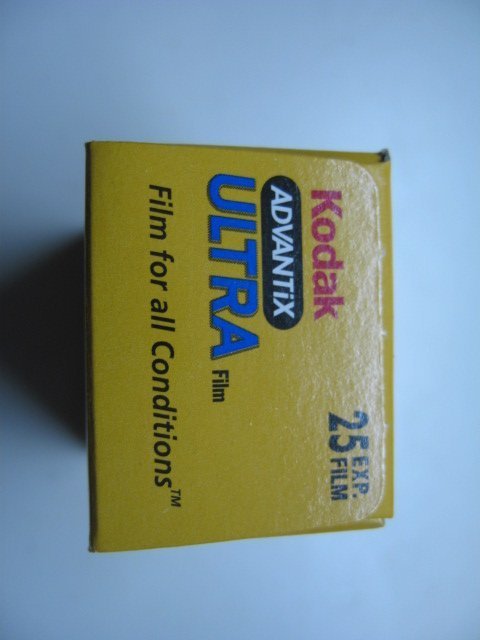 Kodak
ADVANTiX
ULTRA Film
Film for all Conditions™
25 EXP.
FiLM